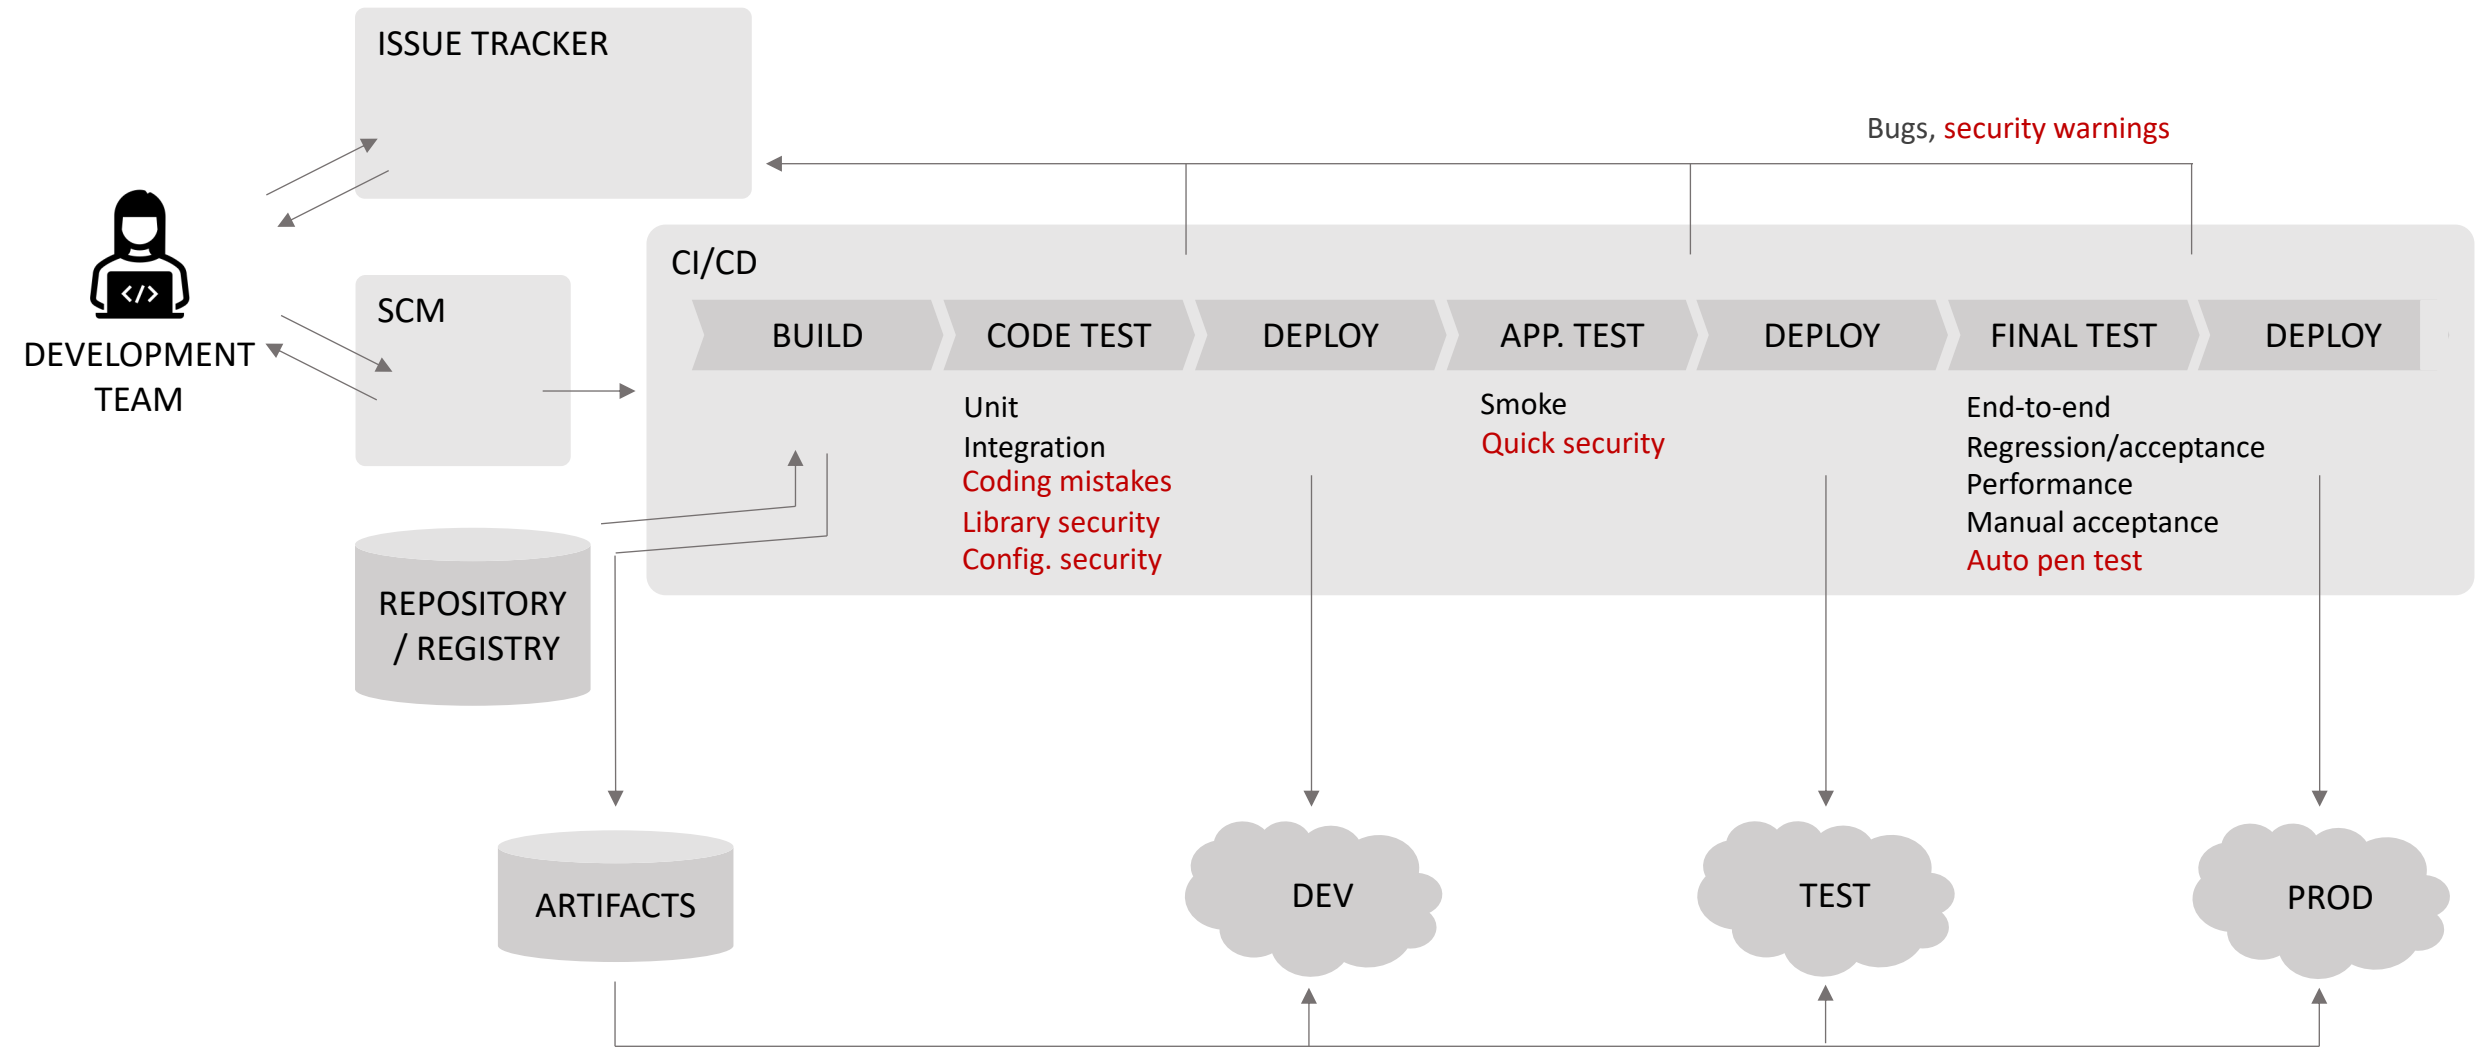 ISSUE TRACKER
Bugs, security warnings
DEVELOPMENT
TEAM
SCM
CI/CD
BUILD
CODE TEST
DEPLOY
APP. TEST
DEPLOY
FINAL TEST
DEPLOY
Unit
Integration
Coding mistakes
Library security
Config. security
Smoke
Quick security
End-to-end
Regression/acceptance
Performance
Manual acceptance
Auto pen test
REPOSITORY
/ REGISTRY
ARTIFACTS
DEV
TEST
PROD